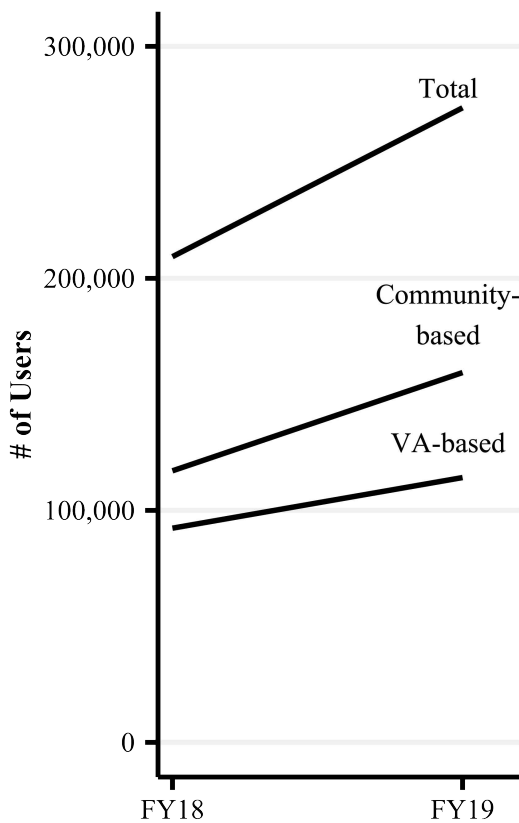 300,000
Total
200,000
Community-
based
# of Users
VA-based
100,000
0
FY18
FY19